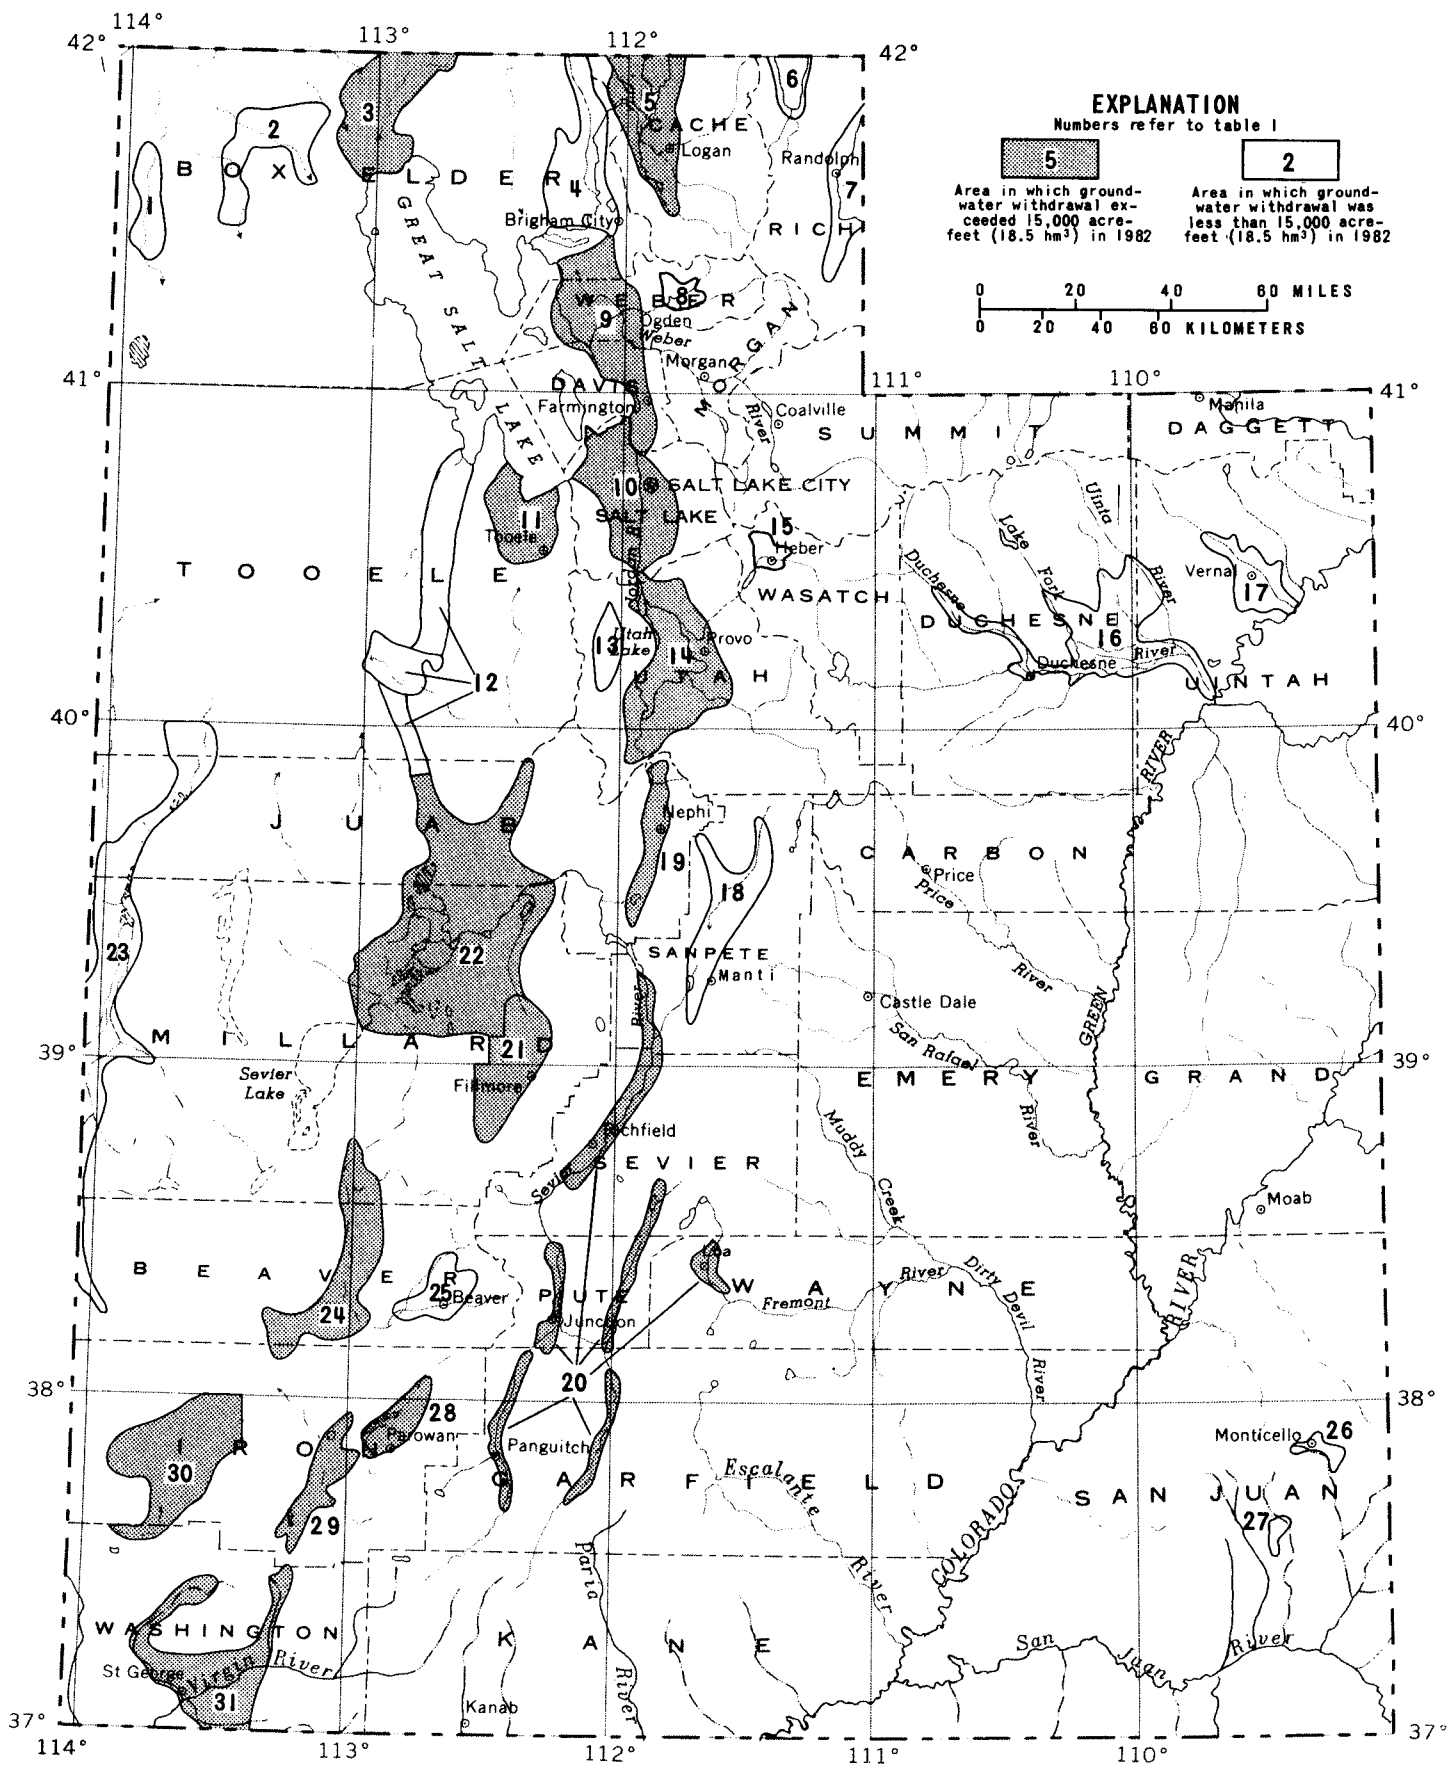 114°
42°
113°
112°
42°
EXPLANATION
Numbers refer to table 1
5
2
Area in which ground-
water withdrawal ex-
ceeded 15,000 acre-
feet (18.5 hm³) in 1982
Area in which ground-
water withdrawal was
less than 15,000 acre-
feet (18.5 hm³) in 1982
0 20 40 60 MILES
0 20 40 60 KILOMETERS
3
5
6
2
CACHE
Logan
Randolph
BOX ELDER
1
4
7
Brigham City
RICH
GREAT SALT LAKE
WEBER
8
9
Ogden
Weber
River
Morgan
MORGAN
41°
111°
110°
41°
DAVIS
Farmington
Coalville
Manila
SUMMIT
DAGGETT
10
SALT LAKE CITY
SALT LAKE
11
Tooele
15
Heber
Jordan R
Uinta
River
Lake
Fork
Duchesne
River
Vernal
17
TOOELE
WASATCH
DUCHESNE
16
Duchesne
13
Utah
Lake
14
Provo
UTAH
12
UINTAH
40°
40°
GREEN RIVER
JUAB
Nephi
19
18
CARBON
Price
Price
River
23
22
SANPETE
Manti
Castle Dale
San Rafael
River
MILLARD
21
39°
39°
Sevier
Lake
Fillmore
EMERY
GRAND
Richfield
Sevier
River
SEVIER
Muddy
Creek
Moab
BEAVER
24
25
Beaver
PIUTE
Junction
Loa
WAYNE
Fremont
River
Dirty
Devil
River
20
38°
38°
28
Parowan
IRON
30
29
Panguitch
GARFIELD
Escalante
River
COLORADO
RIVER
Monticello
26
SAN JUAN
27
Paria
River
WASHINGTON
St George
Virgin River
31
KANE
Kanab
San
Juan
River
37°
37°
114°
113°
112°
111°
110°